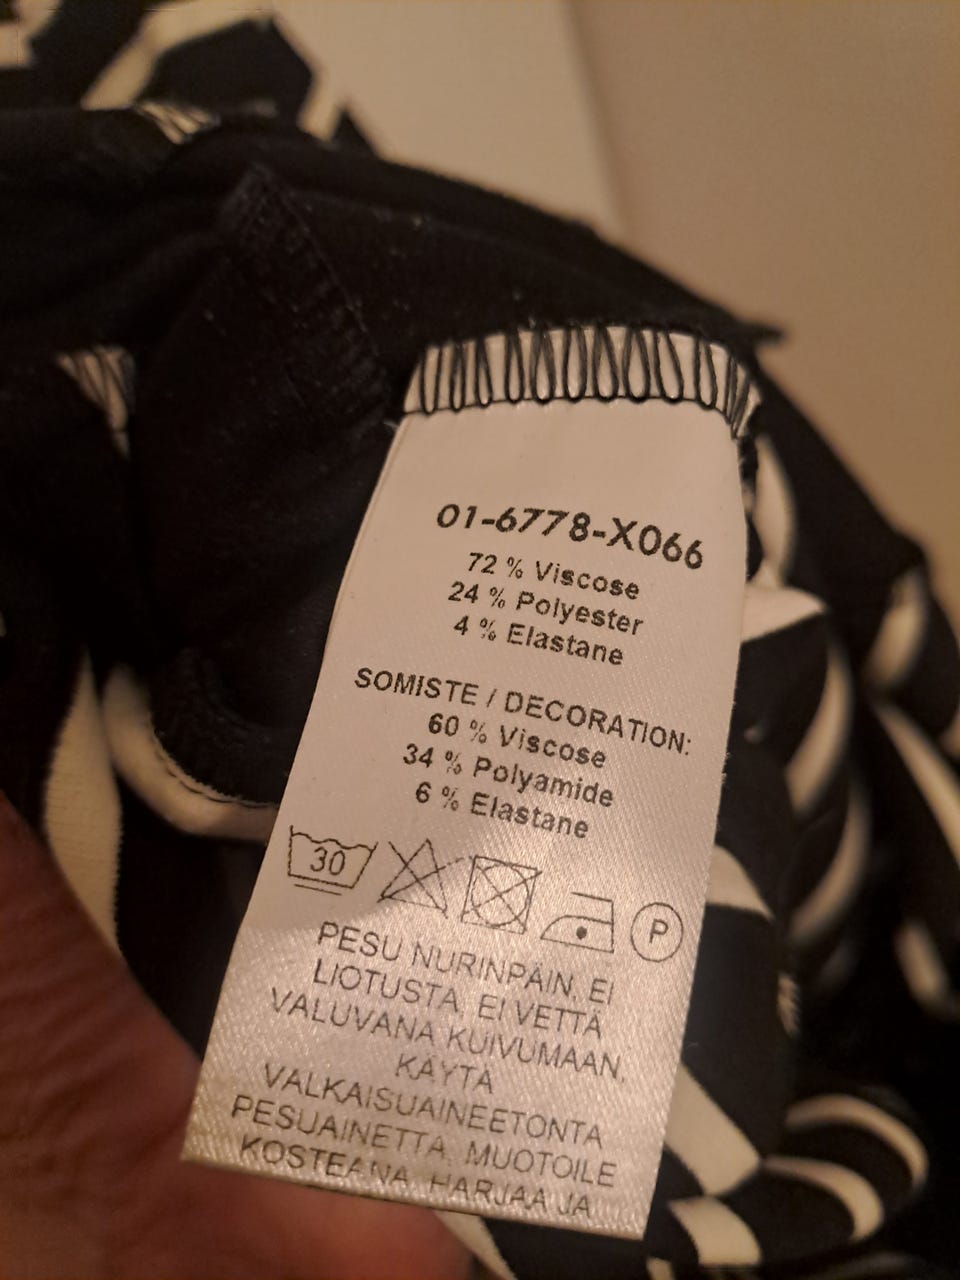 01-6778-X066
72 % Viscose
24 % Polyester
4 % Elastane
SOMISTE / DECORATION:
60 % Viscose
34 % Polyamide
6 % Elastane
30
P
PESU NURINPÄIN, EI
LIOTUSTA, EI VETTÄ
VALUVANA KUIVUMAAN,
KÄYTÄ
VALKAISUAINEETONTA
PESUAINETTA, MUOTOILE
KOSTEANA, HARJAA JA